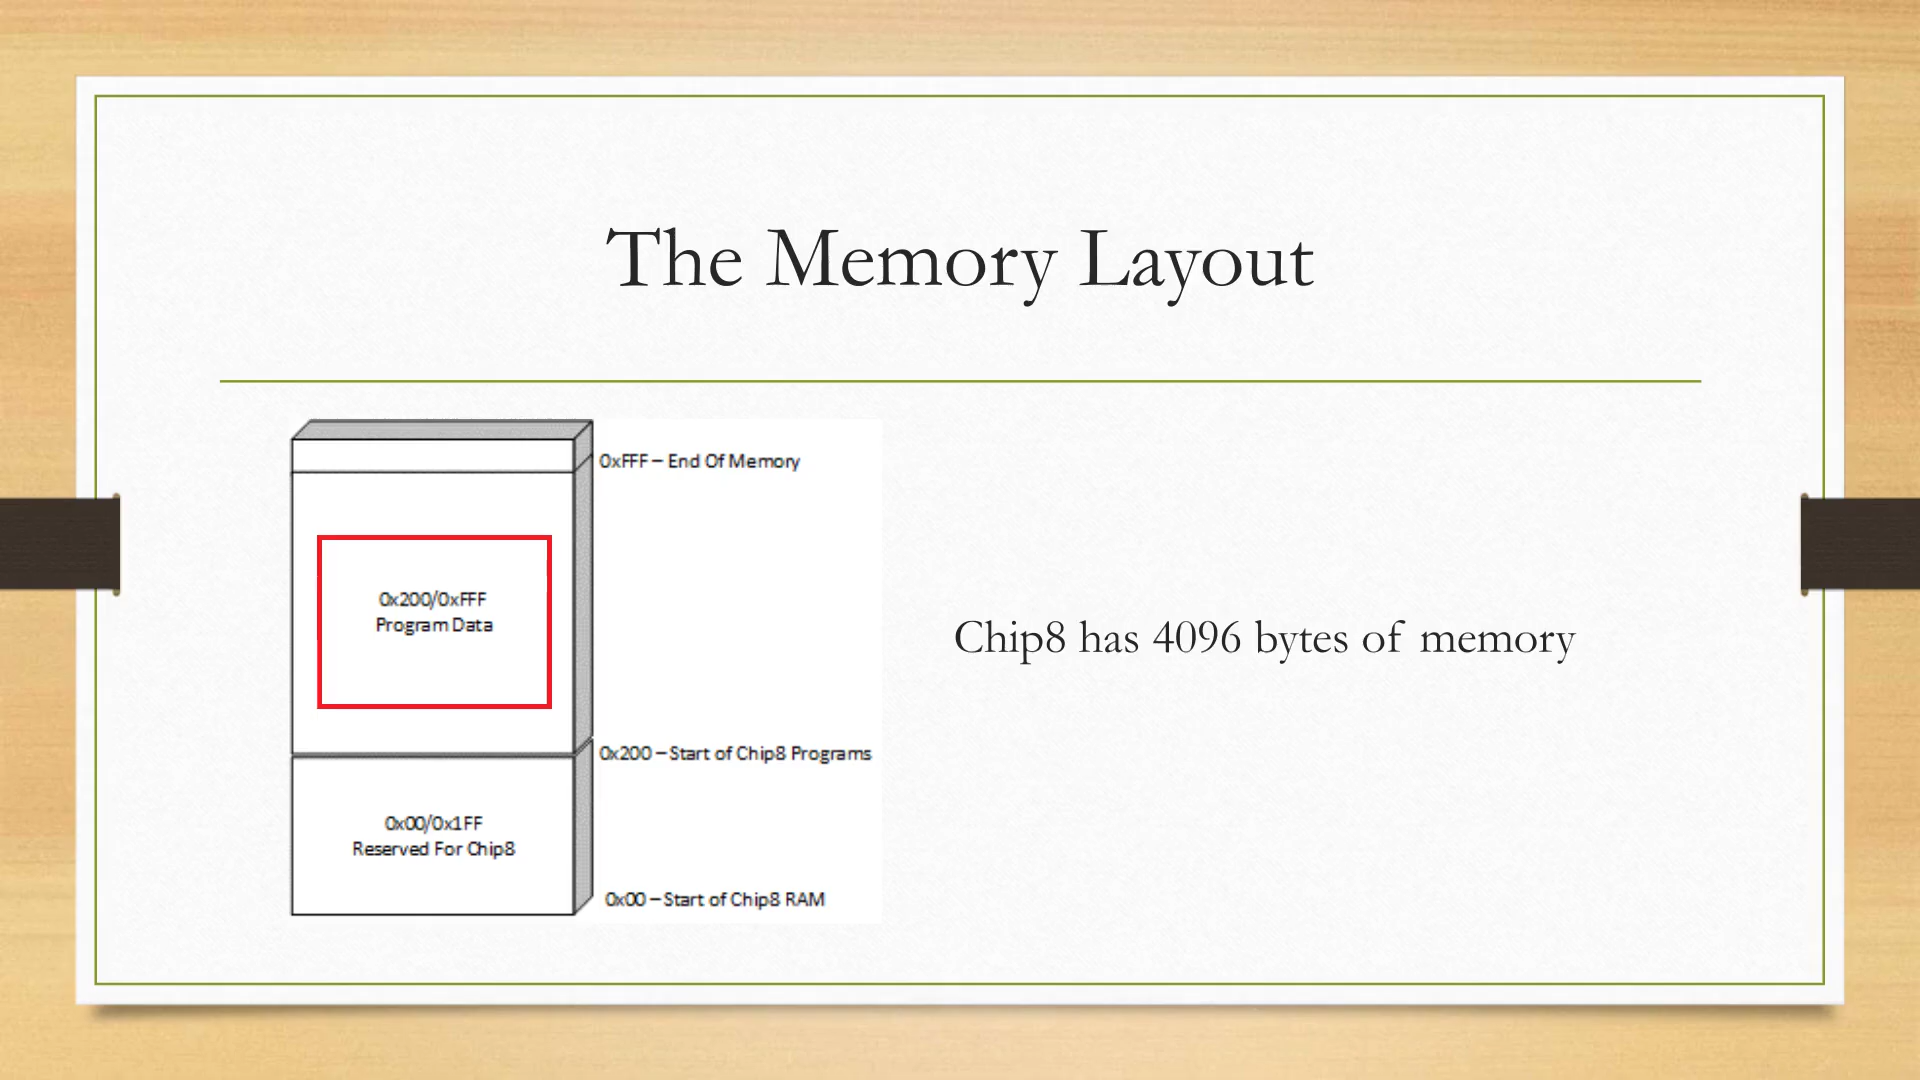 The Memory Layout
0xFFF – End Of Memory
0x200/0xFFF
Program Data
0x200 – Start of Chip8 Programs
0x00/0x1FF
Reserved For Chip8
0x00 – Start of Chip8 RAM
Chip8 has 4096 bytes of memory